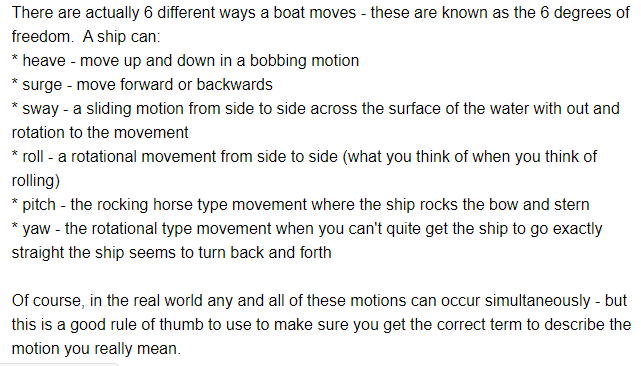 There are actually 6 different ways a boat moves - these are known as the 6 degrees of
freedom.  A ship can:
* heave - move up and down in a bobbing motion
* surge - move forward or backwards
* sway - a sliding motion from side to side across the surface of the water with out and
rotation to the movement
* roll - a rotational movement from side to side (what you think of when you think of
rolling)
* pitch - the rocking horse type movement where the ship rocks the bow and stern
* yaw - the rotational type movement when you can't quite get the ship to go exactly
straight the ship seems to turn back and forth
Of course, in the real world any and all of these motions can occur simultaneously - but
this is a good rule of thumb to use to make sure you get the correct term to describe the
motion you really mean.